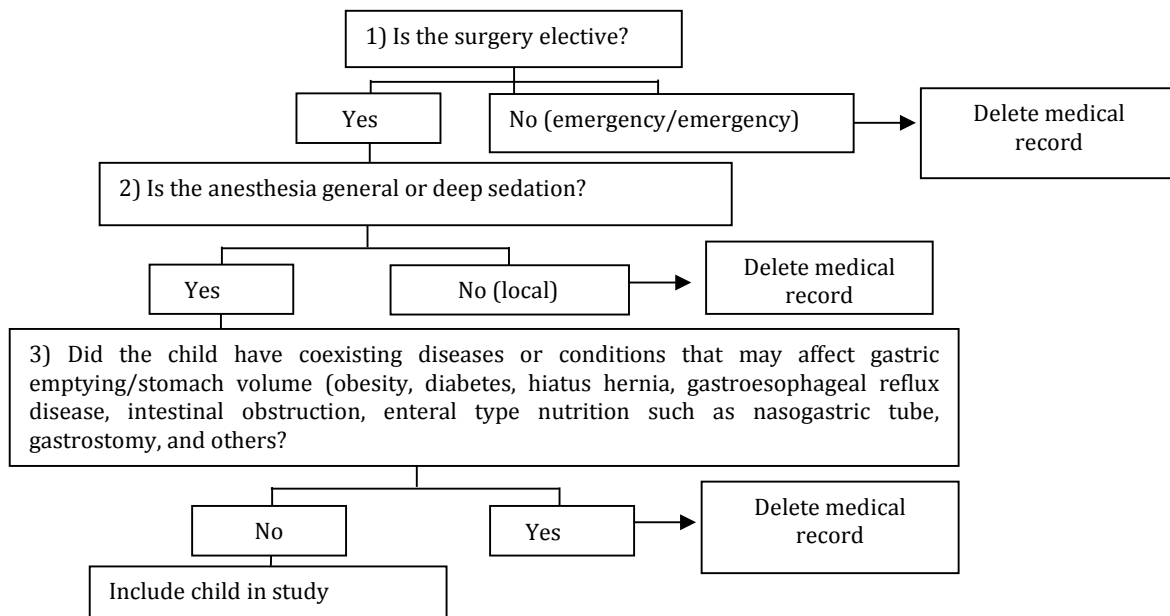 1) Is the surgery elective?
Yes
No (emergency/emergency)
Delete medical
record
2) Is the anesthesia general or deep sedation?
Yes
No (local)
Delete medical
record
3) Did the child have coexisting diseases or conditions that may affect gastric
emptying/stomach volume (obesity, diabetes, hiatus hernia, gastroesophageal reflux
disease, intestinal obstruction, enteral type nutrition such as nasogastric tube,
gastrostomy, and others?
No
Yes
Delete medical
record
Include child in study